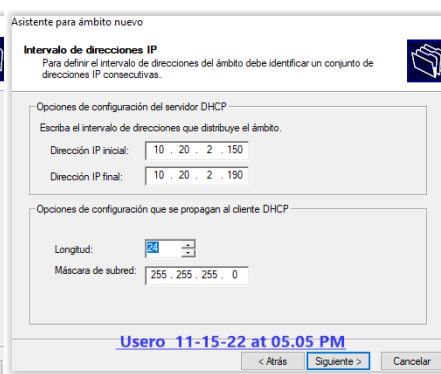 Asistente para ámbito nuevo
Intervalo de direcciones IP
Para definir el intervalo de direcciones del ámbito debe identificar un conjunto de
direcciones IP consecutivas.
Opciones de configuración del servidor DHCP
Escriba el intervalo de direcciones que distribuye el ámbito.
Dirección IP inicial: 10 . 20 . 2 . 150
Dirección IP final: 10 . 20 . 2 . 190
Opciones de configuración que se propagan al cliente DHCP
Longitud: 24
Máscara de subred: 255 . 255 . 255 . 0
Usero 11-15-22 at 05.05 PM
< Atrás Siguiente > Cancelar